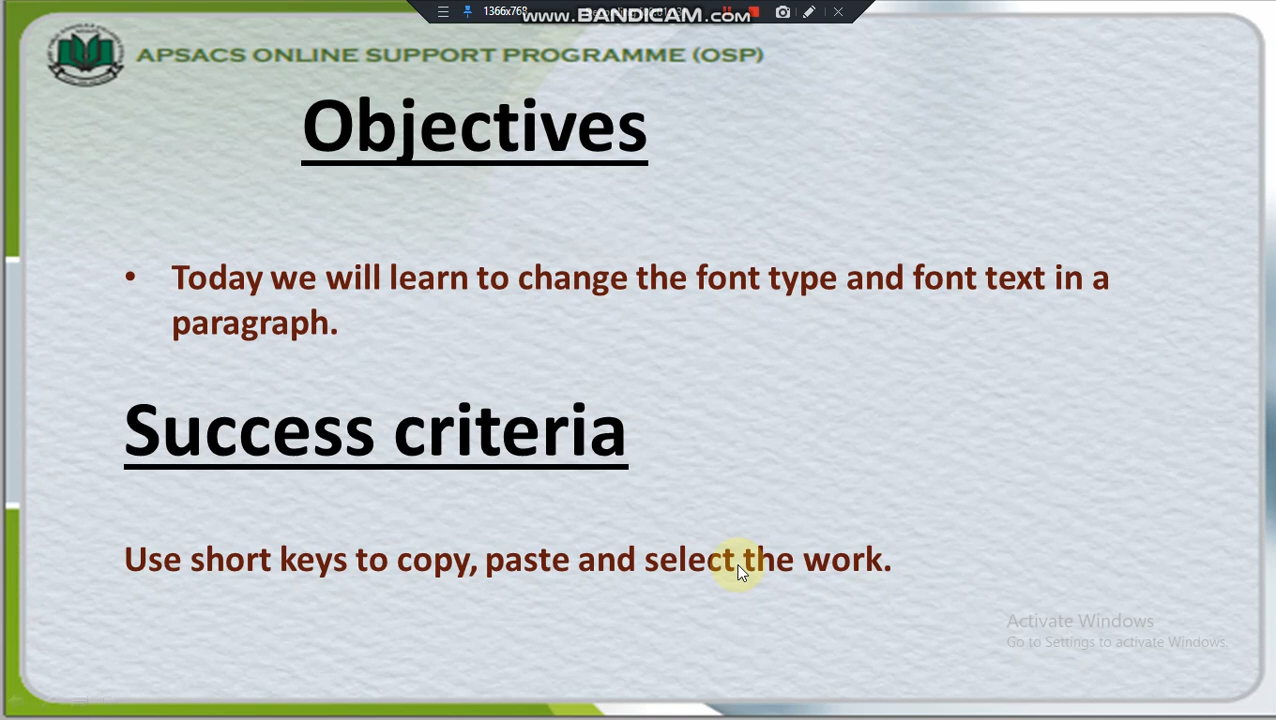 1366x768
www.BANDICAM.com
APSACS ONLINE SUPPORT PROGRAMME (OSP)
Objectives
• Today we will learn to change the font type and font text in a
paragraph.
Success criteria
Use short keys to copy, paste and select the work.
Activate Windows
Go to Settings to activate Windows.